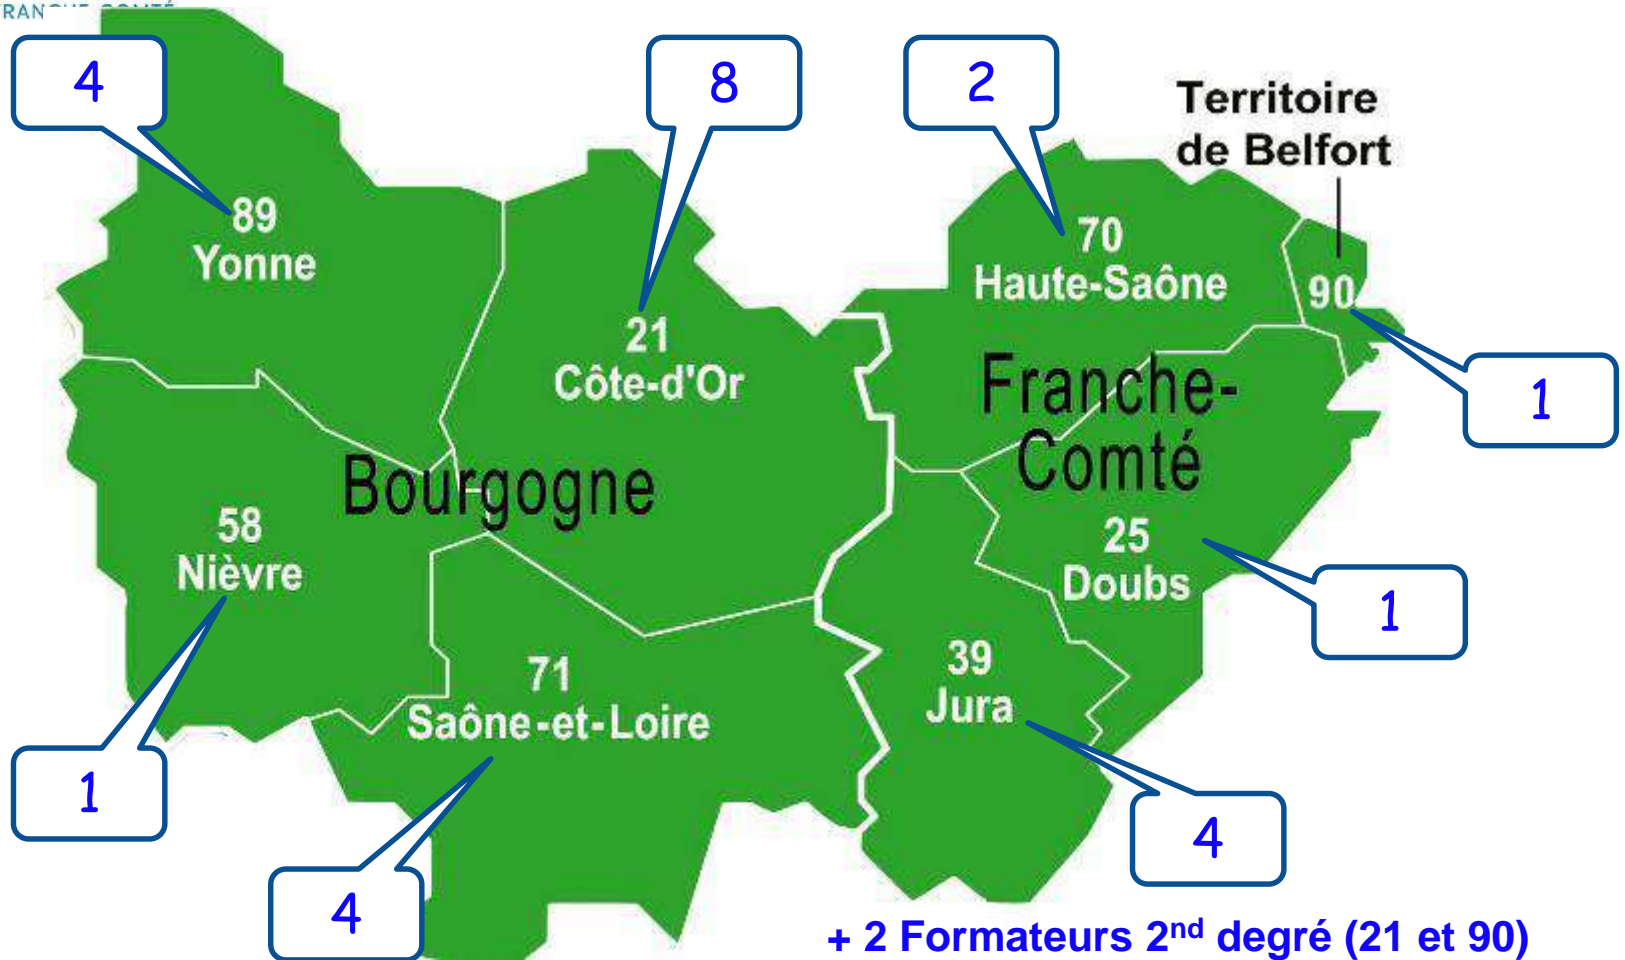 FRANCHE-COMTÉ
4
8
2
Territoire
de Belfort
89
Yonne
70
Haute-Saône
90
21
Côte-d'Or
1
Franche-
Comté
Bourgogne
58
Nièvre
25
Doubs
1
71
Saône-et-Loire
39
Jura
1
4
4
+ 2 Formateurs 2nd degré (21 et 90)